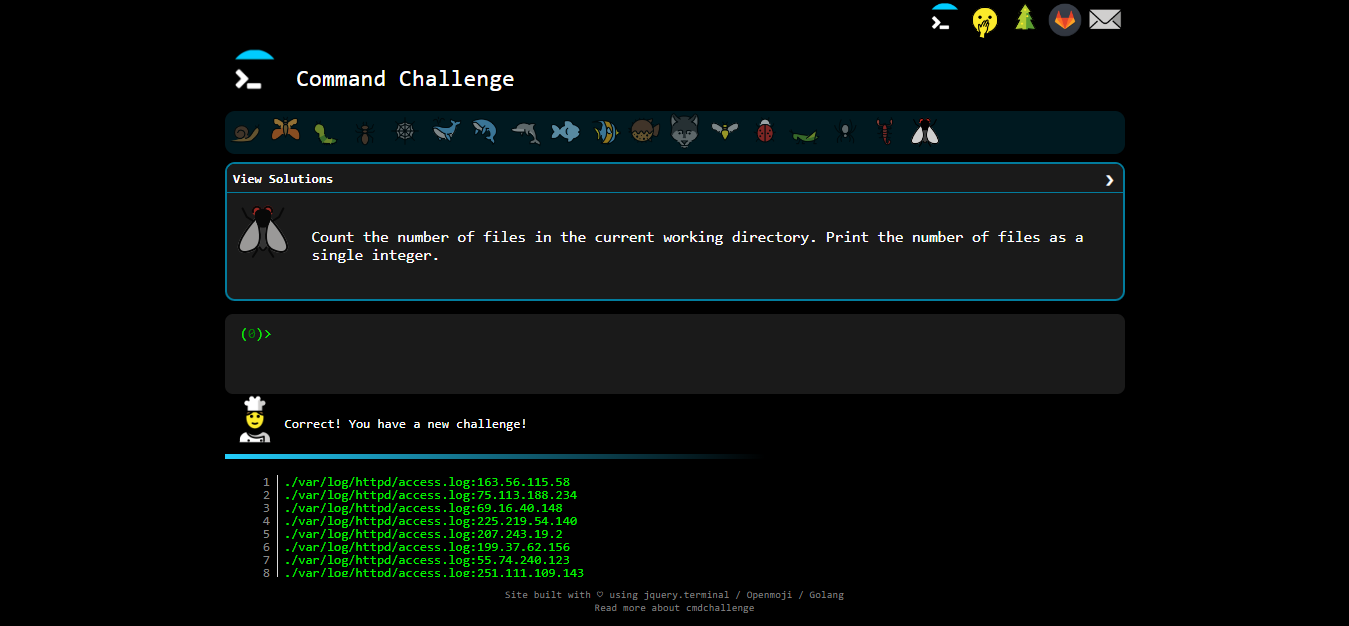 Command Challenge
View Solutions
Count the number of files in the current working directory. Print the number of files as a
single integer.
(0)>
Correct! You have a new challenge!
1 ./var/log/httpd/access.log:163.56.115.58
2 ./var/log/httpd/access.log:75.113.188.234
3 ./var/log/httpd/access.log:69.16.40.148
4 ./var/log/httpd/access.log:225.219.54.140
5 ./var/log/httpd/access.log:207.243.19.2
6 ./var/log/httpd/access.log:199.37.62.156
7 ./var/log/httpd/access.log:55.74.240.123
8 ./var/log/httpd/access.log:251.111.109.143
Site built with ♡ using jquery.terminal / Openmoji / Golang
Read more about cmdchallenge